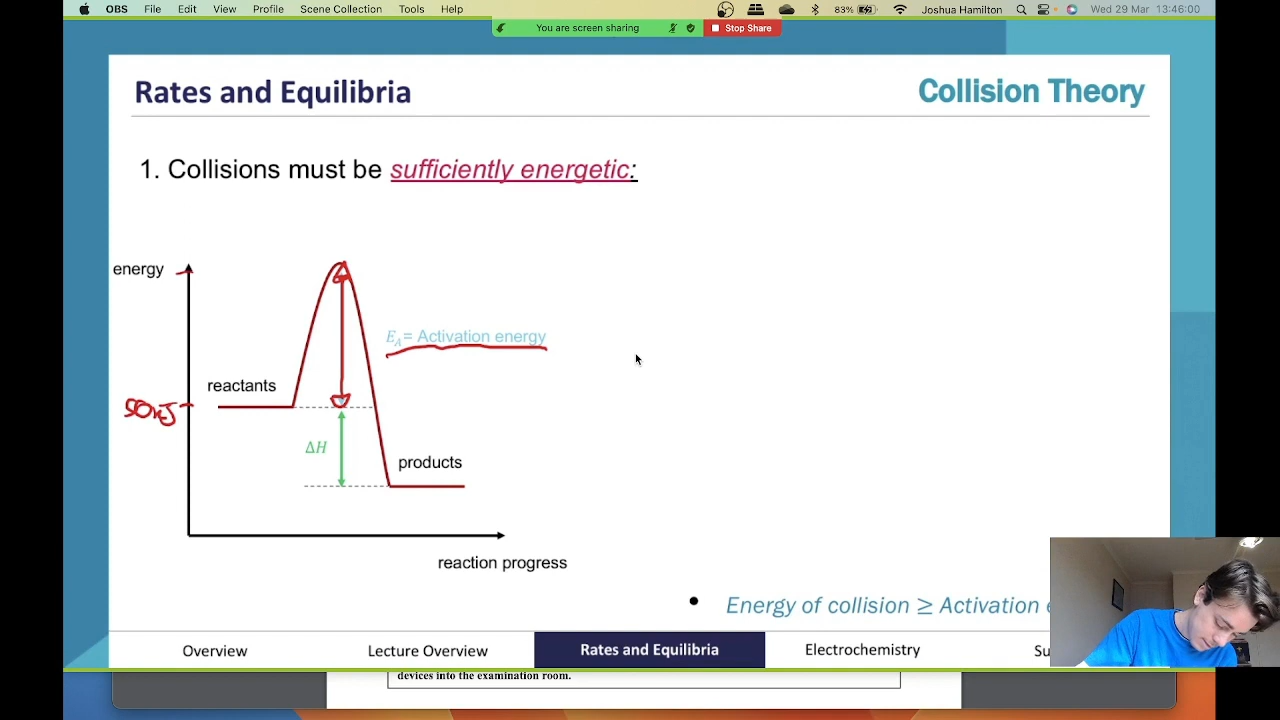 OBS File Edit View Profile Scene Collection Tools Help 83% Joshua Hamilton Wed 29 Mar 13:46:00
You are screen sharing Stop Share
Rates and Equilibria Collision Theory
1. Collisions must be sufficiently energetic:
energy
E_A = Activation energy
reactants
50kJ
ΔH
products
reaction progress
• Energy of collision ≥ Activation
Overview Lecture Overview Rates and Equilibria Electrochemistry Su
devices into the examination room.